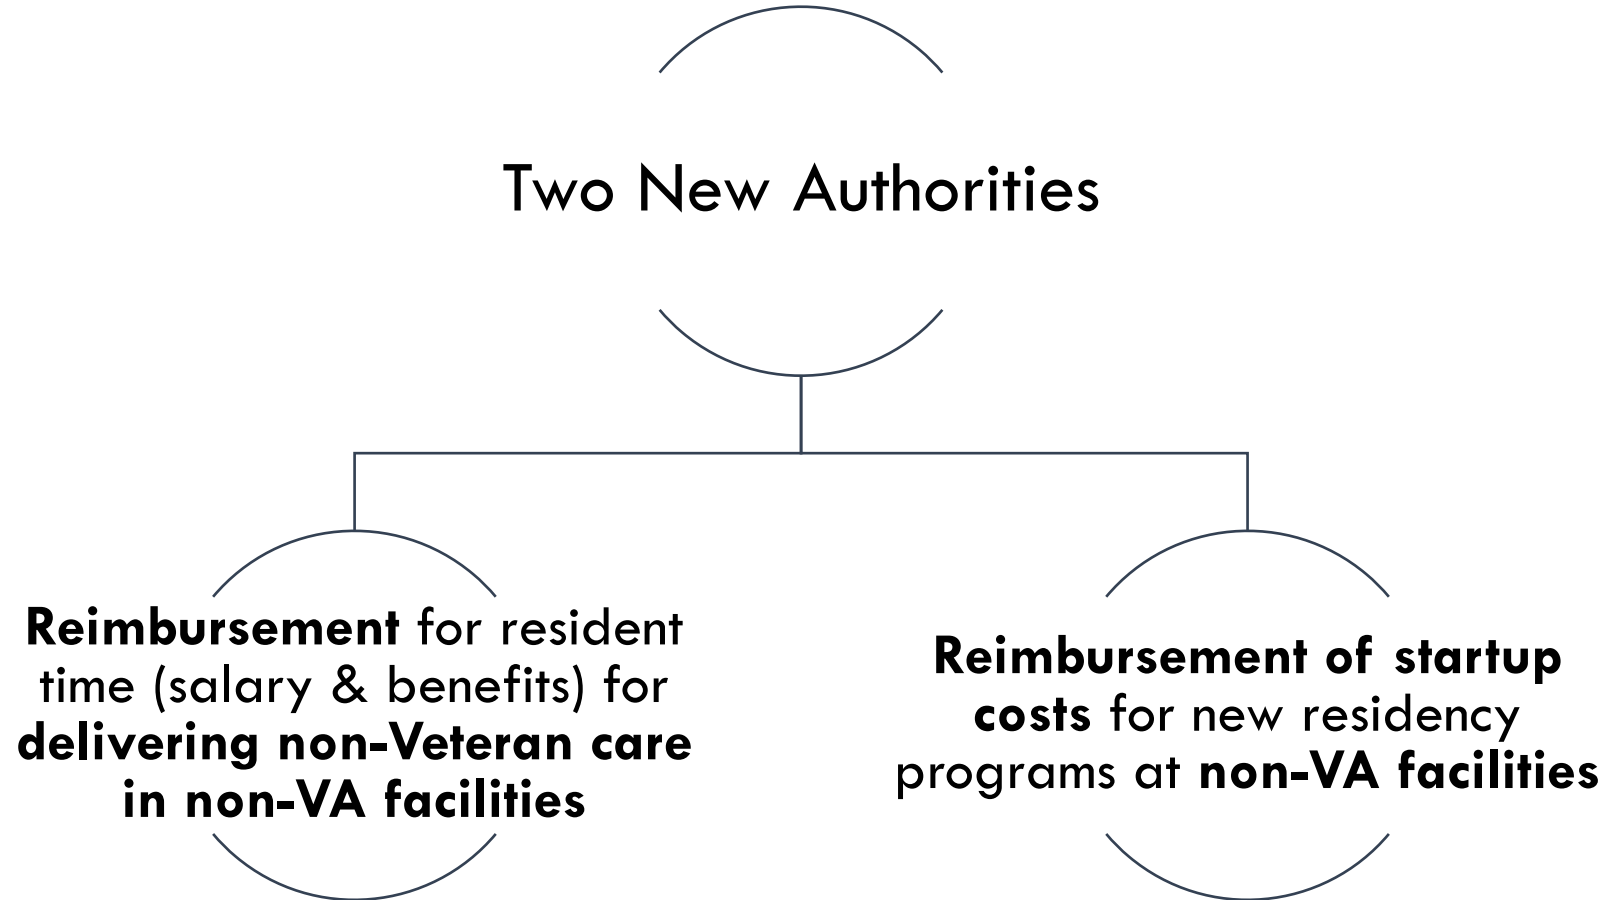 Two New Authorities
Reimbursement for resident
time (salary & benefits) for
delivering non-Veteran care
in non-VA facilities
Reimbursement of startup
costs for new residency
programs at non-VA facilities